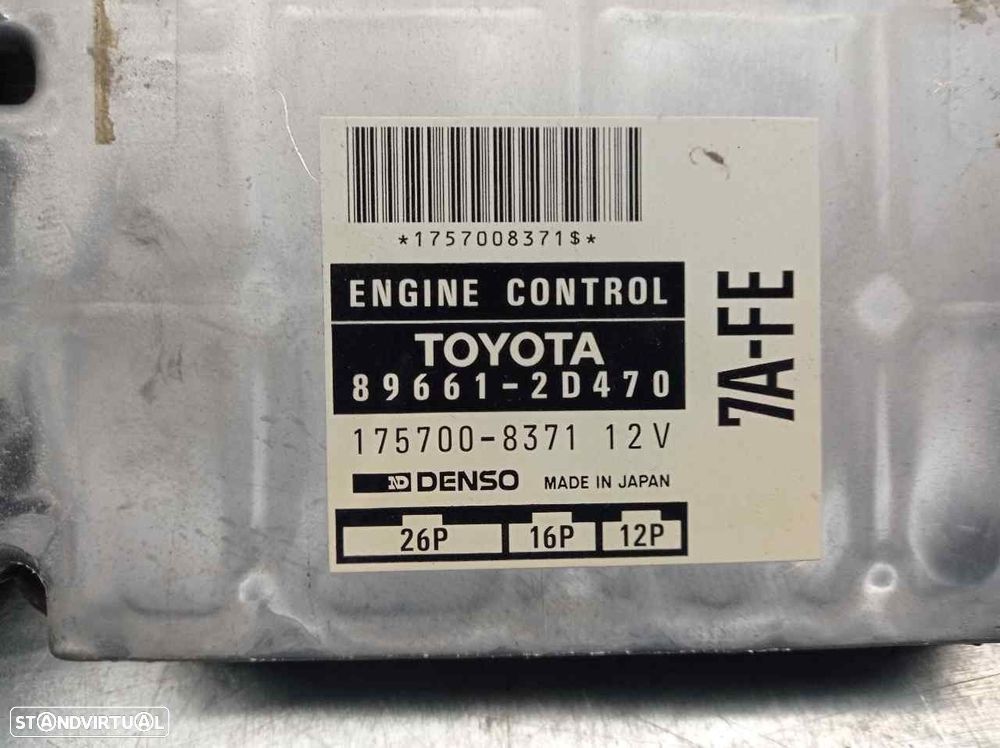 *1757008371$*
ENGINE CONTROL
TOYOTA
89661-2D470
175700-8371 12V
ND DENSO MADE IN JAPAN
26P 16P 12P
7A-FE
STANDVIRTUAL